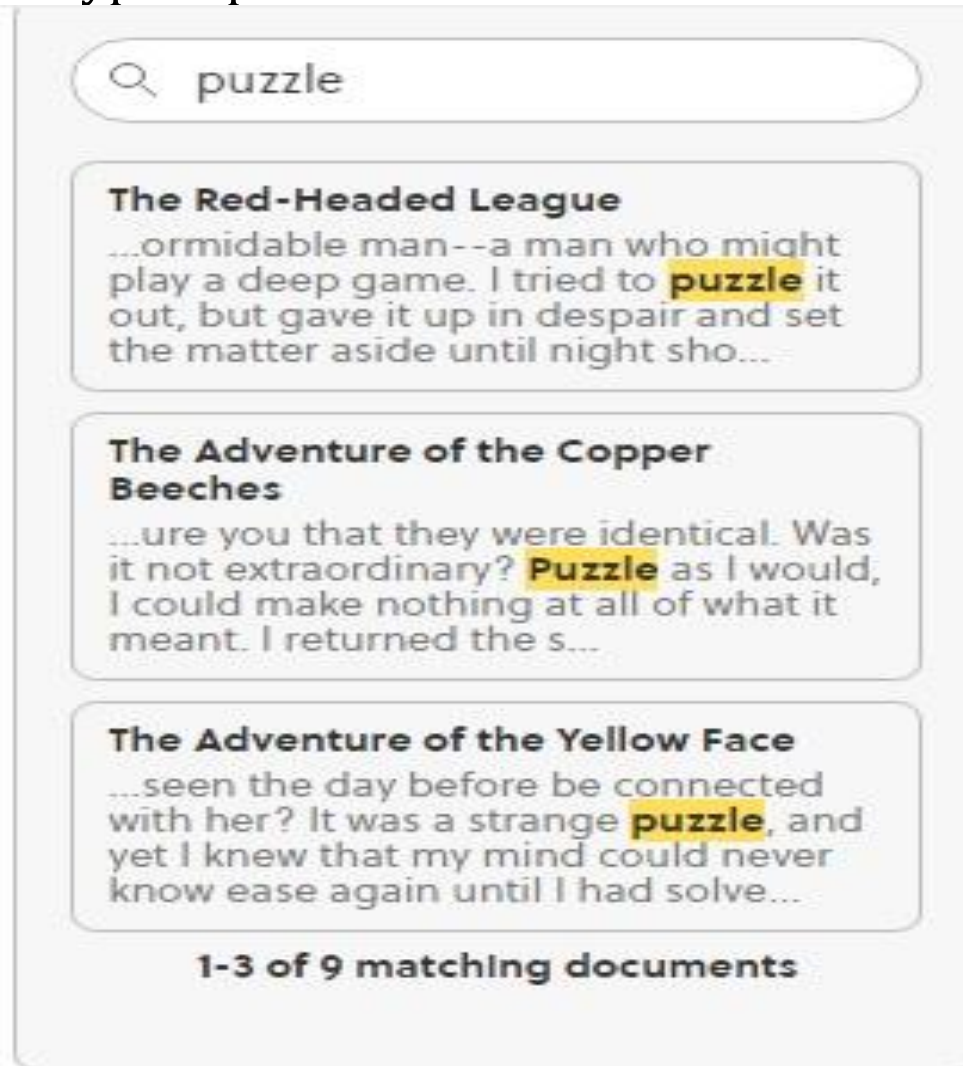 puzzle
The Red-Headed League
...ormidable man--a man who might
play a deep game. I tried to puzzle it
out, but gave it up in despair and set
the matter aside until night sho...
The Adventure of the Copper
Beeches
...ure you that they were identical. Was
it not extraordinary? Puzzle as I would,
I could make nothing at all of what it
meant. I returned the s...
The Adventure of the Yellow Face
...seen the day before be connected
with her? It was a strange puzzle, and
yet I knew that my mind could never
know ease again until I had solve...
1-3 of 9 matching documents